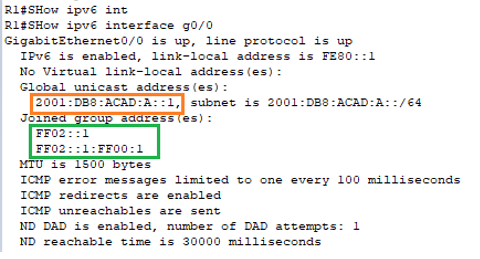 R1#SHow ipv6 int
R1#SHow ipv6 interface g0/0
GigabitEthernet0/0 is up, line protocol is up
IPv6 is enabled, link-local address is FE80::1
No Virtual link-local address(es):
Global unicast address(es):
2001:DB8:ACAD:A::1, subnet is 2001:DB8:ACAD:A::/64
Joined group address(es):
FF02::1
FF02::1:FF00:1
MTU is 1500 bytes
ICMP error messages limited to one every 100 milliseconds
ICMP redirects are enabled
ICMP unreachables are sent
ND DAD is enabled, number of DAD attempts: 1
ND reachable time is 30000 milliseconds